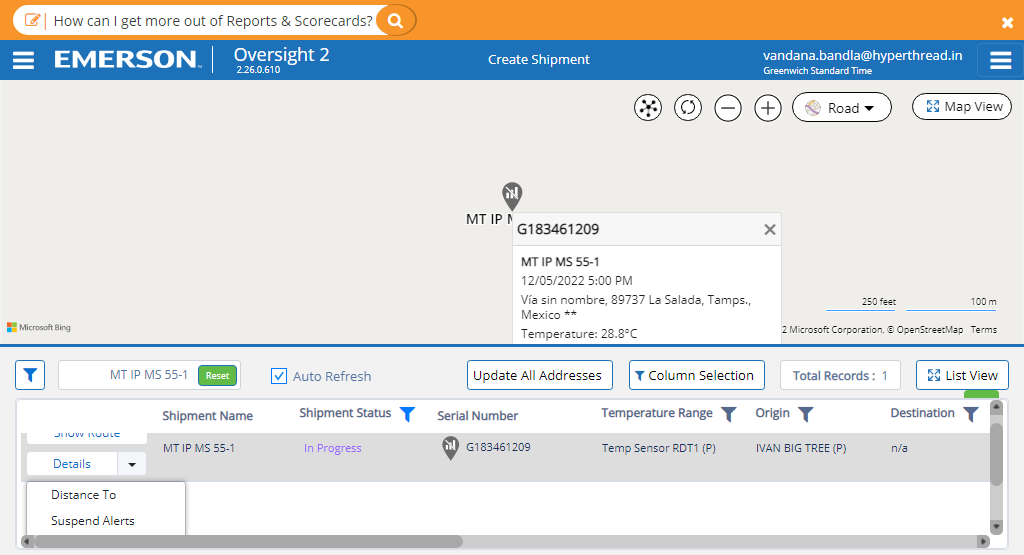 How can I get more out of Reports & Scorecards?
EMERSON
Oversight 2
2.26.0.610
Create Shipment
vandana.bandla@hyperthread.in
Greenwich Standard Time
Road
Map View
MT IP
G183461209
MT IP MS 55-1
12/05/2022 5:00 PM
Vía sin nombre, 89737 La Salada, Tamps.,
Mexico **
Temperature: 28.8°C
Microsoft Bing
250 feet
100 m
2 Microsoft Corporation, © OpenStreetMap Terms
MT IP MS 55-1
Reset
Auto Refresh
Update All Addresses
Column Selection
Total Records : 1
List View
Shipment Name
Shipment Status
Serial Number
Temperature Range
Origin
Destination
Show Route
MT IP MS 55-1
In Progress
G183461209
Temp Sensor RDT1 (P)
IVAN BIG TREE (P)
n/a
Details
Distance To
Suspend Alerts